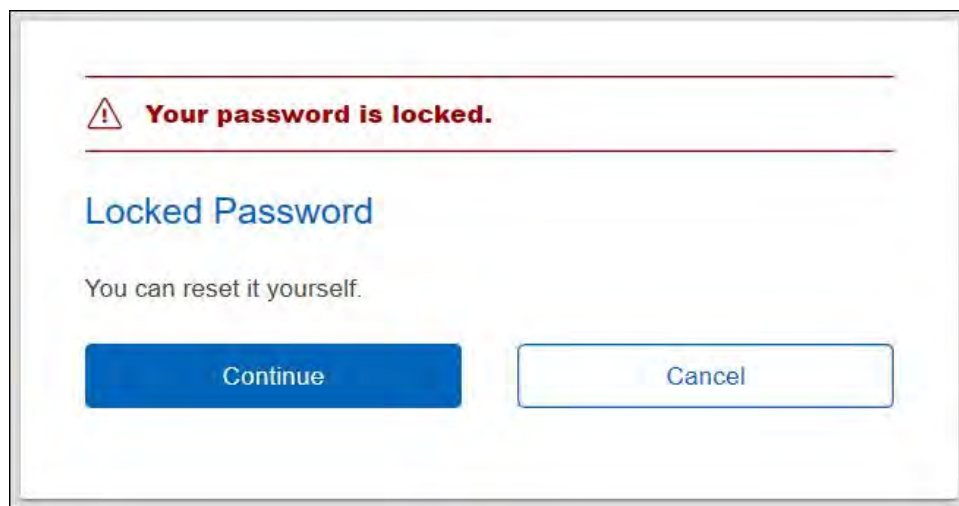 Your password is locked.
Locked Password
You can reset it yourself.
Continue
Cancel